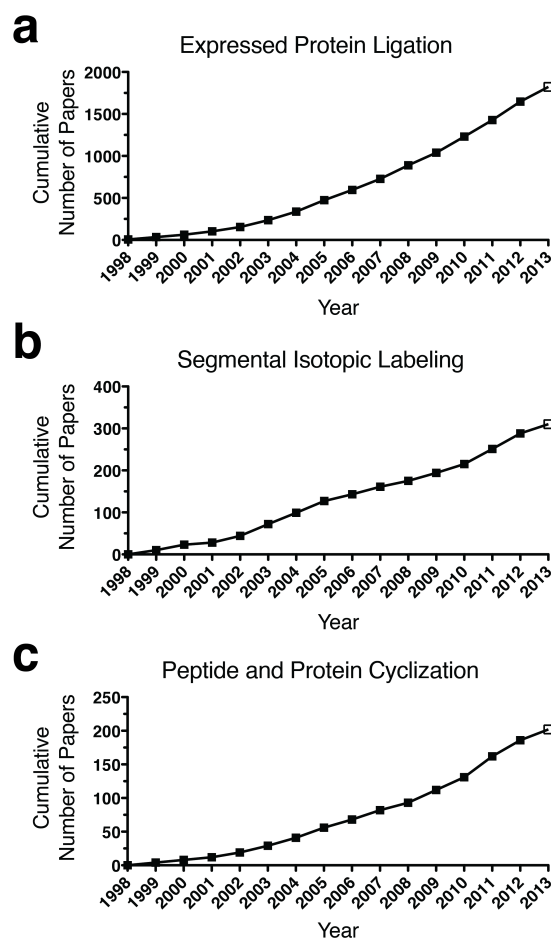 a
Expressed Protein Ligation
Cumulative
Number of Papers
2000
1500
1000
500
0
1998 1999 2000 2001 2002 2003 2004 2005 2006 2007 2008 2009 2010 2011 2012 2013
Year
b
Segmental Isotopic Labeling
Cumulative
Number of Papers
400
300
200
100
0
1998 1999 2000 2001 2002 2003 2004 2005 2006 2007 2008 2009 2010 2011 2012 2013
Year
c
Peptide and Protein Cyclization
Cumulative
Number of Papers
250
200
150
100
50
0
1998 1999 2000 2001 2002 2003 2004 2005 2006 2007 2008 2009 2010 2011 2012 2013
Year